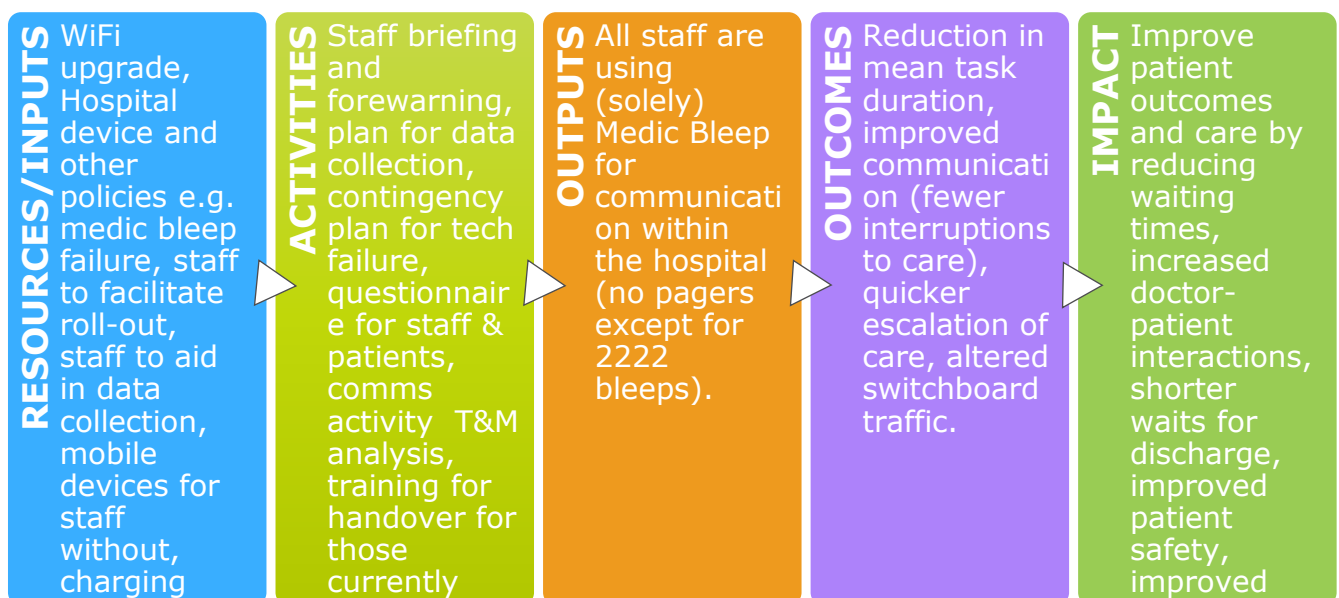 RESOURCES/INPUTS
WiFi
upgrade,
Hospital
device and
other
policies e.g.
medic bleep
failure, staff
to facilitate
roll-out,
staff to aid
in data
collection,
mobile
devices for
staff
without,
charging
ACTIVITIES
Staff briefing
and
forewarning,
plan for data
collection,
contingency
plan for tech
failure,
questionnair
e for staff &
patients,
comms
activity  T&M
analysis,
training for
handover for
those
currently
OUTPUTS
All staff are
using
(solely)
Medic Bleep
for
communicati
on within
the hospital
(no pagers
except for
2222
bleeps).
OUTCOMES
Reduction in
mean task
duration,
improved
communicati
on (fewer
interruptions
to care),
quicker
escalation of
care, altered
switchboard
traffic.
IMPACT
Improve
patient
outcomes
and care by
reducing
waiting
times,
increased
doctor-
patient
interactions,
shorter
waits for
discharge,
improved
patient
safety,
improved